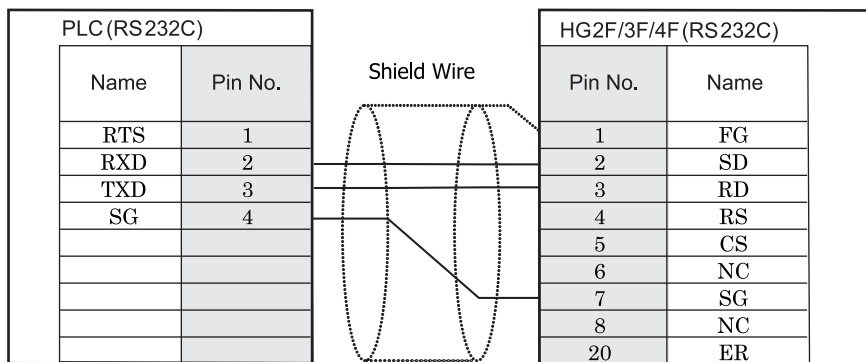 PLC(RS232C)
HG2F/3F/4F(RS232C)
Shield Wire
Name Pin No.
Pin No. Name
RTS 1
1 FG
RXD 2
2 SD
TXD 3
3 RD
SG 4
4 RS
5 CS
6 NC
7 SG
8 NC
20 ER